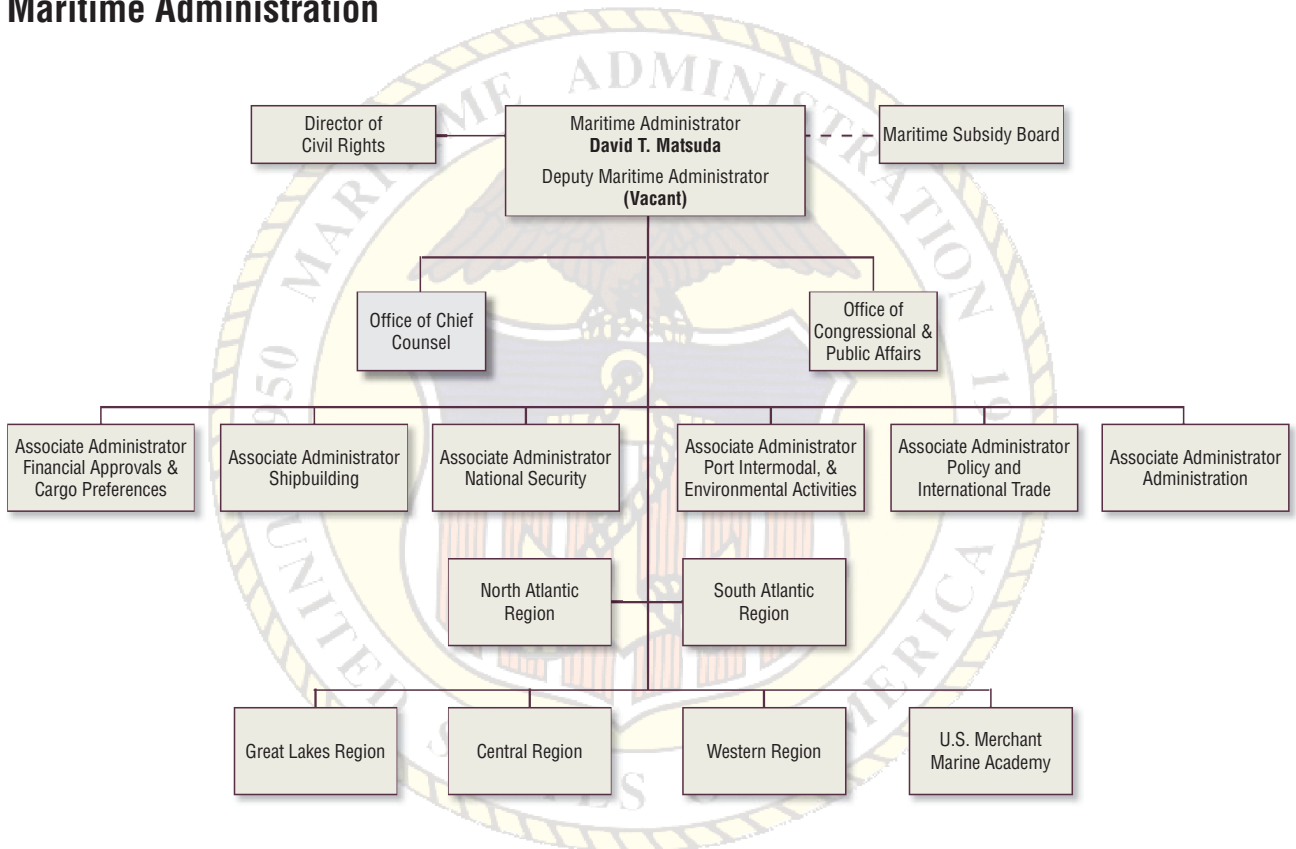 Maritime Administration
MARITIME ADMINISTRATION
Director of
Civil Rights
Maritime Administrator
David T. Matsuda
Deputy Maritime Administrator
(Vacant)
Maritime Subsidy Board
Office of Chief
Counsel
Office of
Congressional &
Public Affairs
Associate Administrator
Financial Approvals &
Cargo Preferences
Associate Administrator
Shipbuilding
Associate Administrator
National Security
Associate Administrator
Port Intermodal, &
Environmental Activities
Associate Administrator
Policy and
International Trade
Associate Administrator
Administration
North Atlantic
Region
South Atlantic
Region
Great Lakes Region
Central Region
Western Region
U.S. Merchant
Marine Academy
UNITED